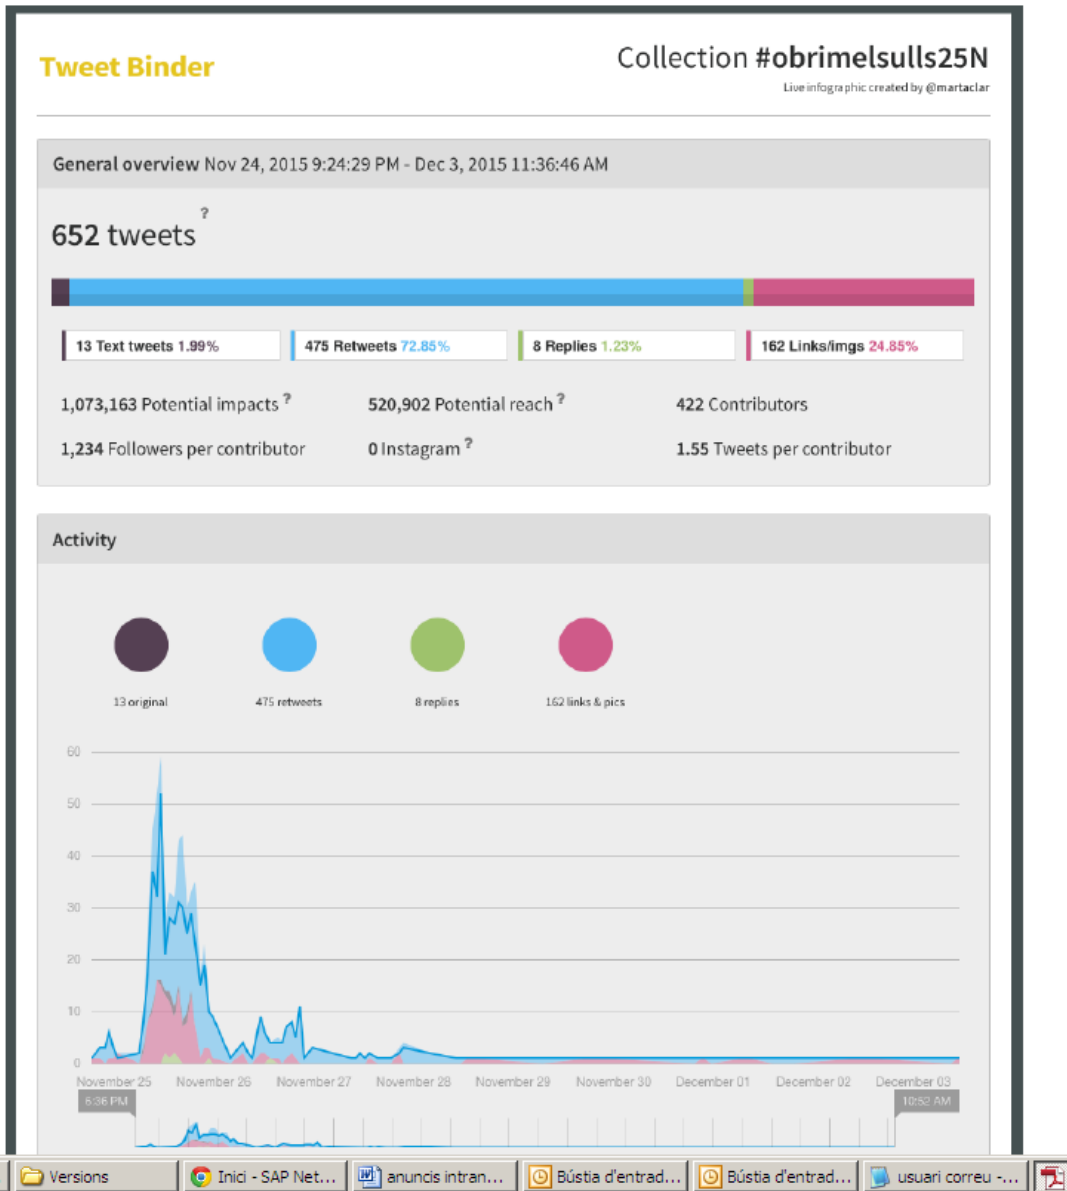 Tweet Binder
Collection #obrimelsulls25N
Live infographic created by @martaclar
General overview Nov 24, 2015 9:24:29 PM - Dec 3, 2015 11:36:46 AM
652 tweets ?
13 Text tweets 1.99%
475 Retweets 72.85%
8 Replies 1.23%
162 Links/imgs 24.85%
1,073,163 Potential impacts ?
520,902 Potential reach ?
422 Contributors
1,234 Followers per contributor
0 Instagram ?
1.55 Tweets per contributor
Activity
13 original
475 retweets
8 replies
162 links & pics
60
50
40
30
20
10
0
November 25
November 26
November 27
November 28
November 29
November 30
December 01
December 02
December 03
10:52 AM
Versions
Inici - SAP Net...
anuncis intran...
Bústia d'entrad...
Bústia d'entrad...
usuari correu -...